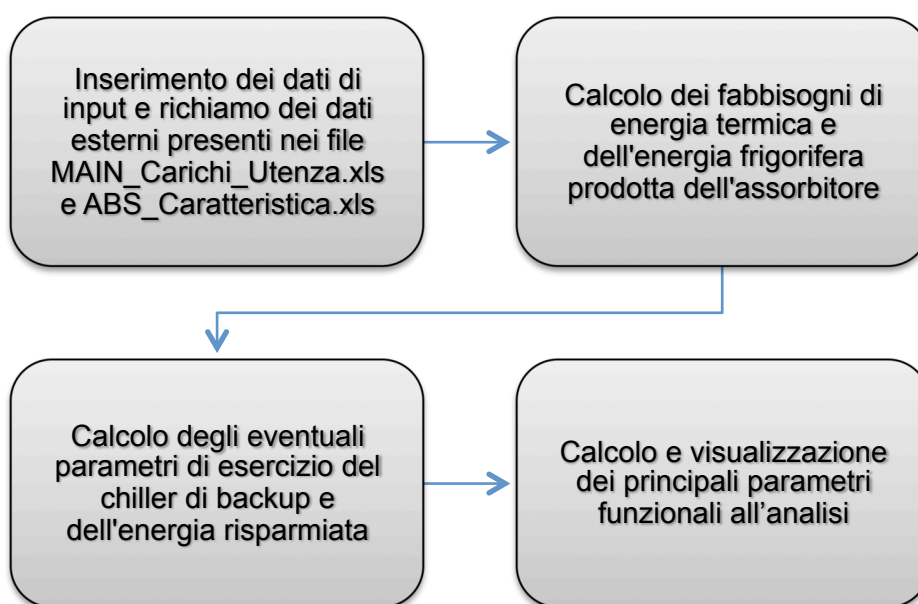 Inserimento dei dati di
input e richiamo dei dati
esterni presenti nei file
MAIN_Carichi_Utenza.xls
e ABS_Caratteristica.xls
Calcolo dei fabbisogni di
energia termica e
dell'energia frigorifera
prodotta dell'assorbitore
Calcolo degli eventuali
parametri di esercizio del
chiller di backup e
dell'energia risparmiata
Calcolo e visualizzazione
dei principali parametri
funzionali all’analisi